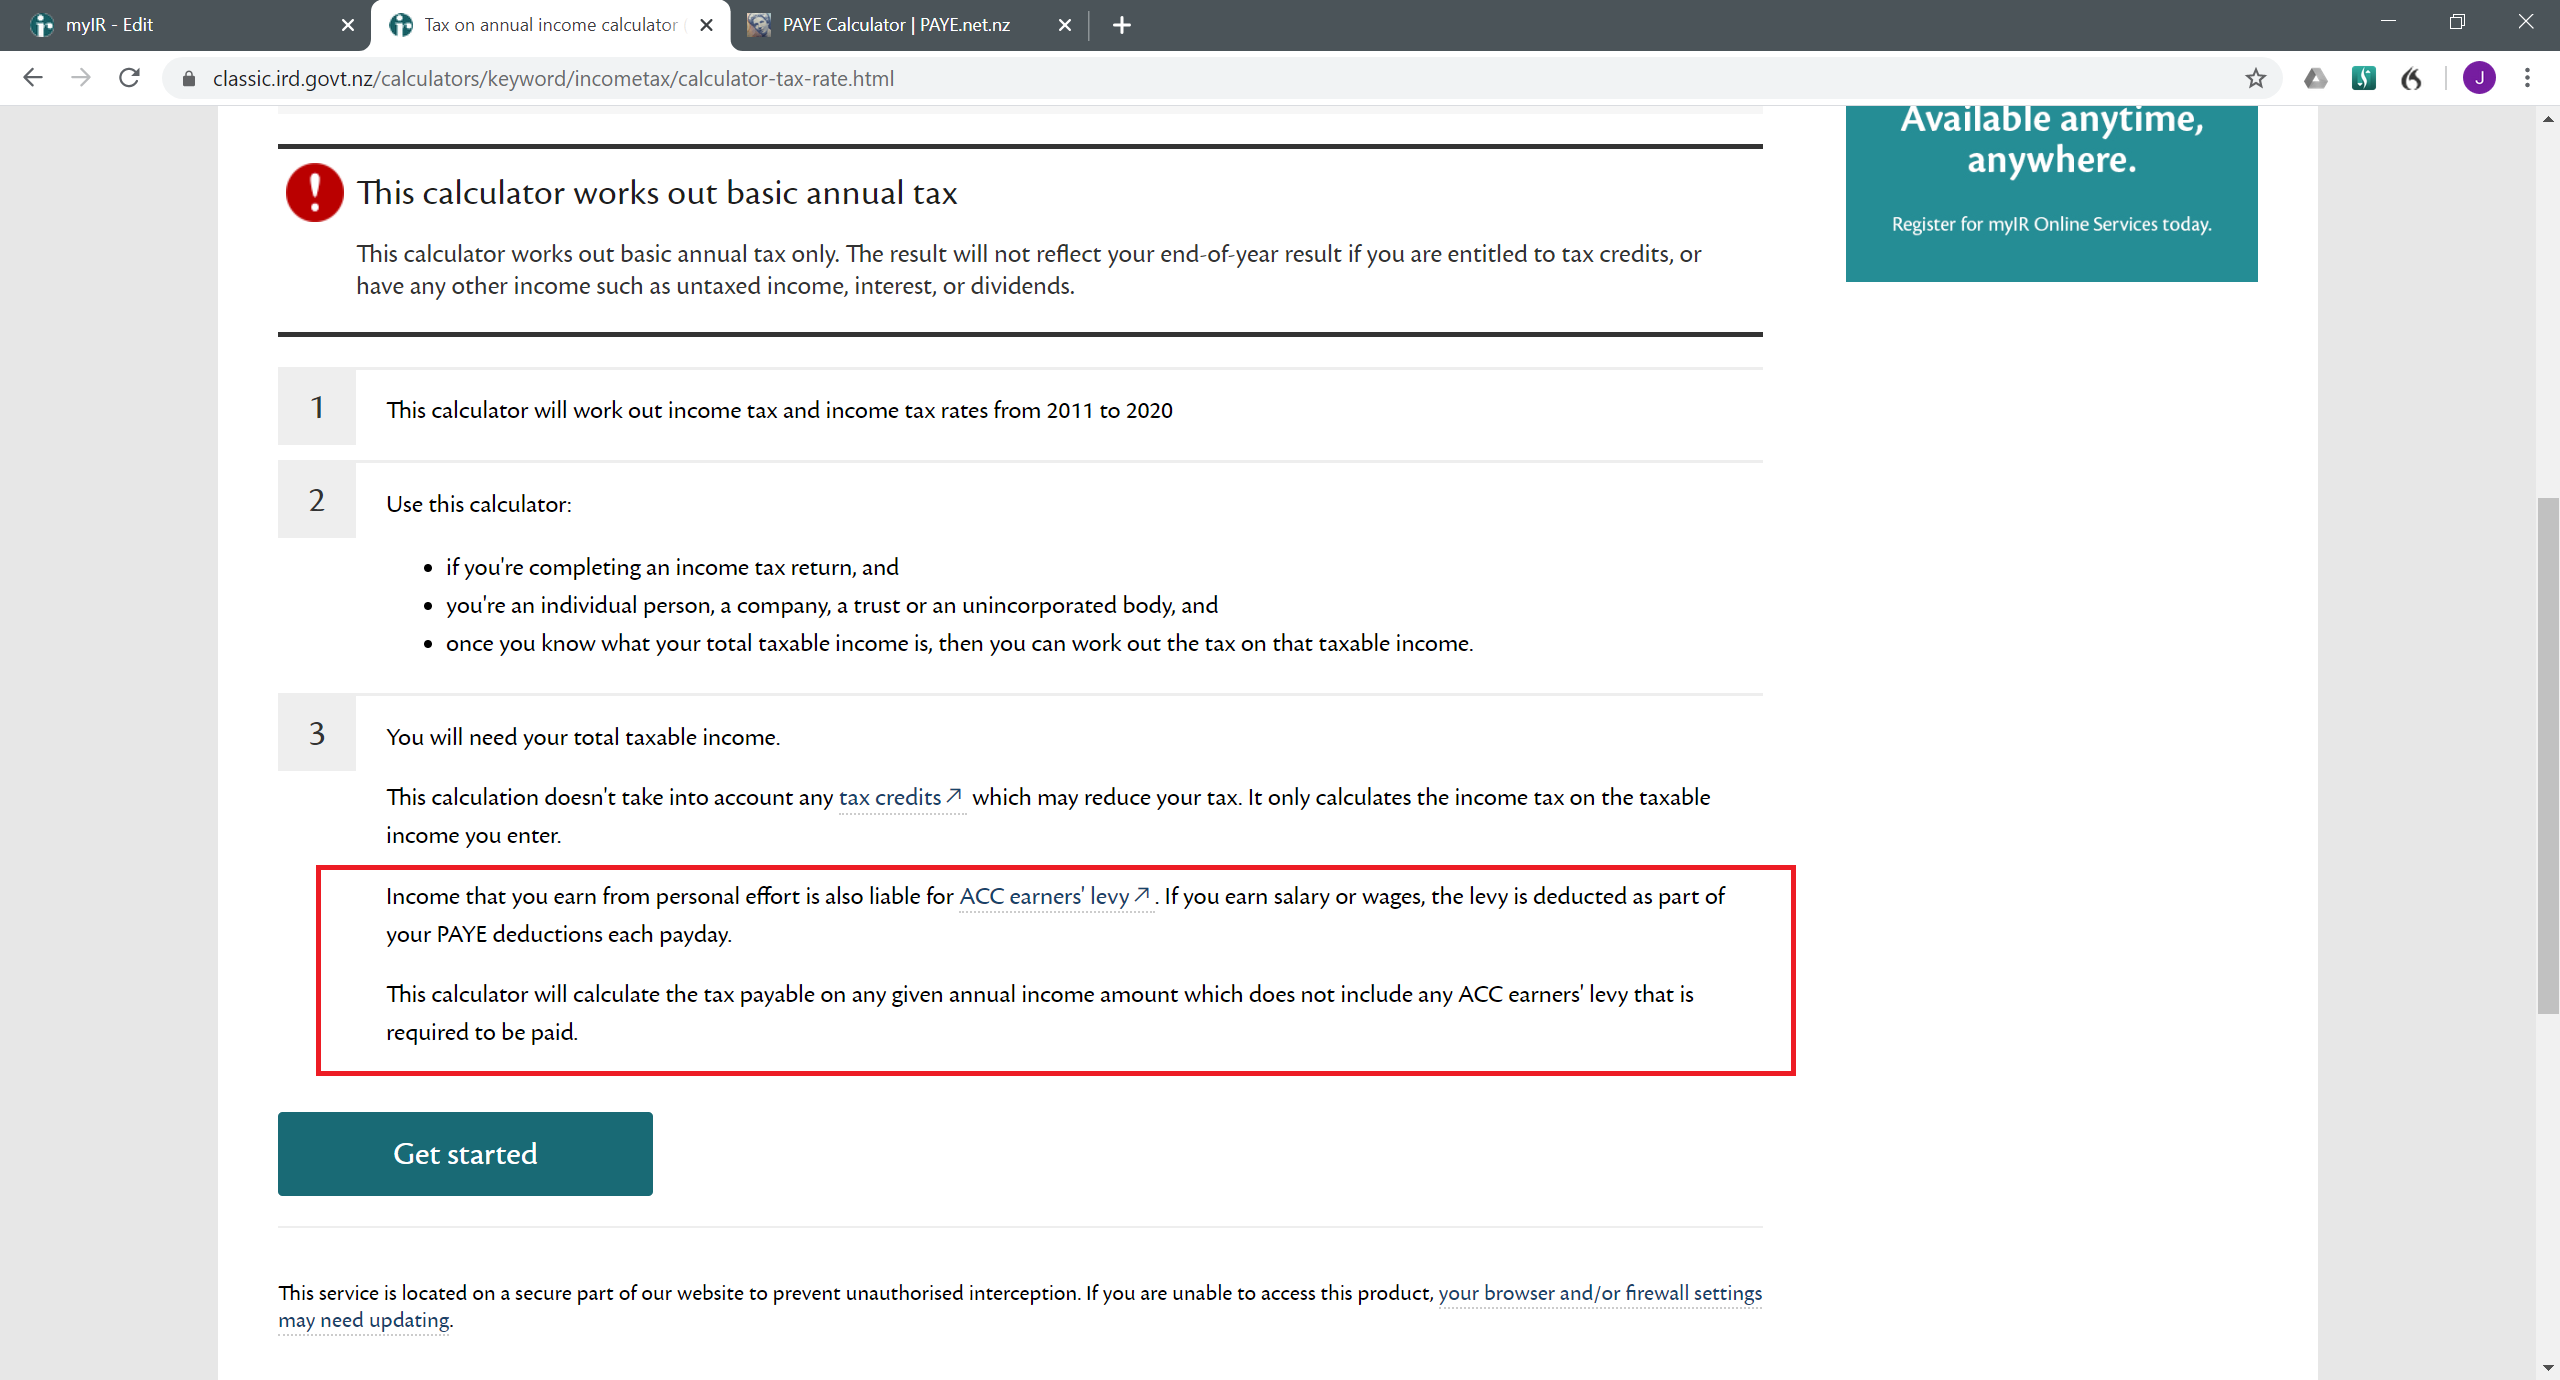 myIR - Edit
Tax on annual income calculator
PAYE Calculator | PAYE.net.nz
classic.ird.govt.nz/calculators/keyword/incometax/calculator-tax-rate.html
J
Available anytime,
anywhere.
Register for myIR Online Services today.
This calculator works out basic annual tax
This calculator works out basic annual tax only. The result will not reflect your end-of-year result if you are entitled to tax credits, or
have any other income such as untaxed income, interest, or dividends.
1
This calculator will work out income tax and income tax rates from 2011 to 2020
2
Use this calculator:
• if you're completing an income tax return, and
• you're an individual person, a company, a trust or an unincorporated body, and
• once you know what your total taxable income is, then you can work out the tax on that taxable income.
3
You will need your total taxable income.
This calculation doesn't take into account any tax credits which may reduce your tax. It only calculates the income tax on the taxable
income you enter.
Income that you earn from personal effort is also liable for ACC earners' levy. If you earn salary or wages, the levy is deducted as part of
your PAYE deductions each payday.
This calculator will calculate the tax payable on any given annual income amount which does not include any ACC earners' levy that is
required to be paid.
Get started
This service is located on a secure part of our website to prevent unauthorised interception. If you are unable to access this product, your browser and/or firewall settings
may need updating.